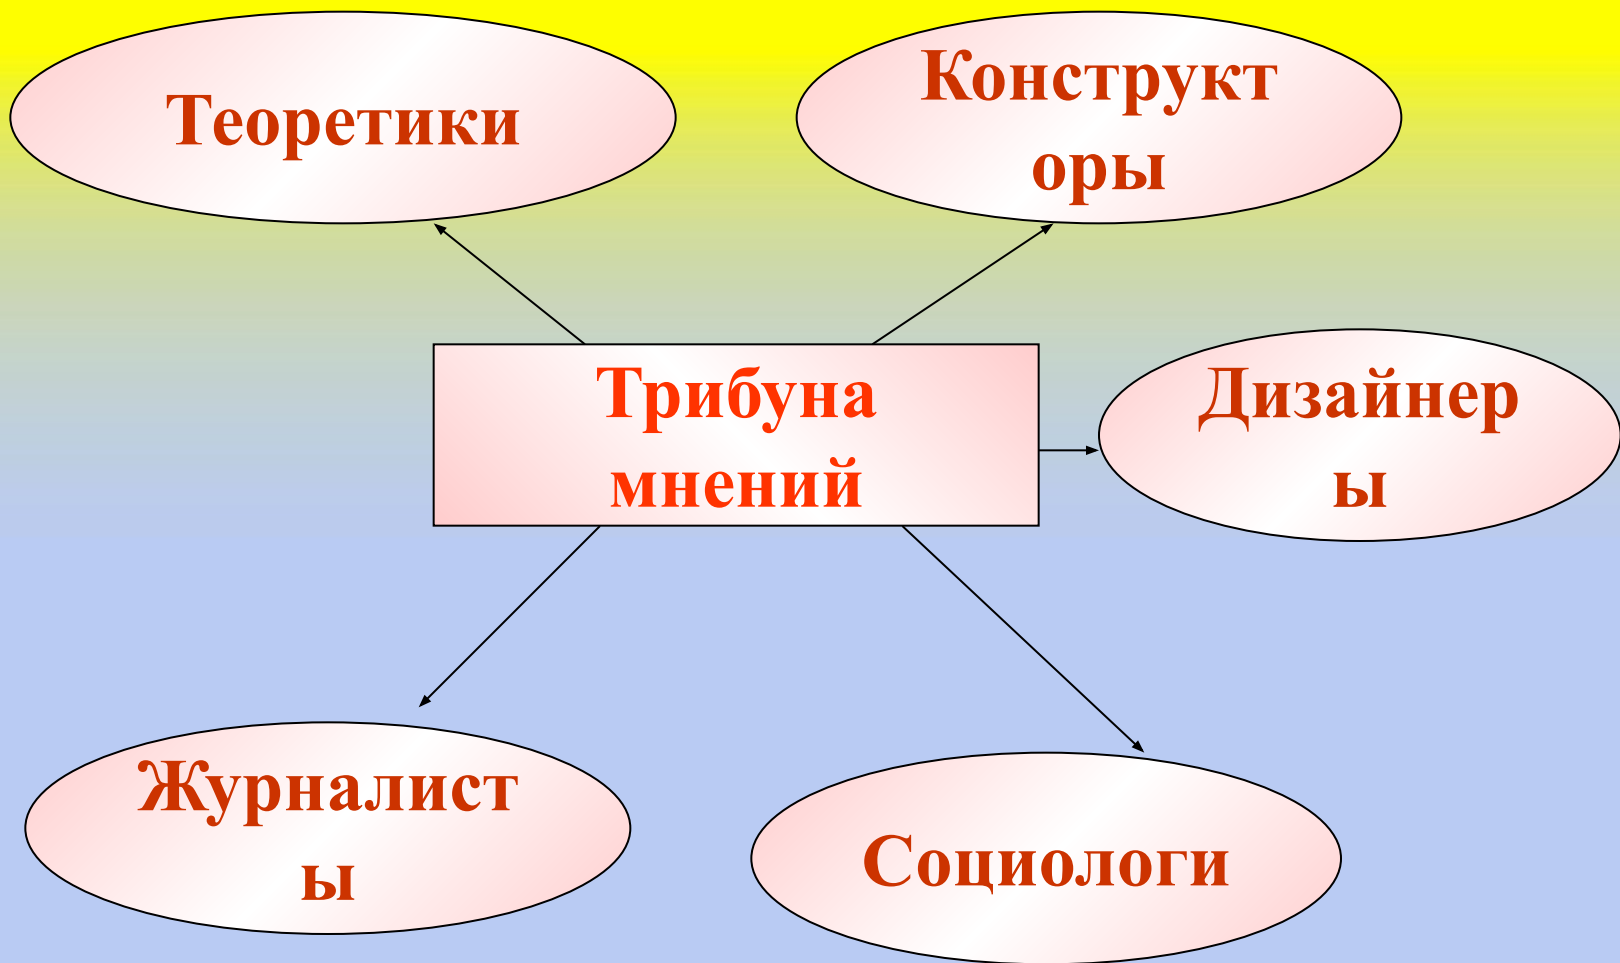 Теоретики
Конструкт
оры
Трибуна
мнений
Дизайнер
ы
Журналист
ы
Социологи